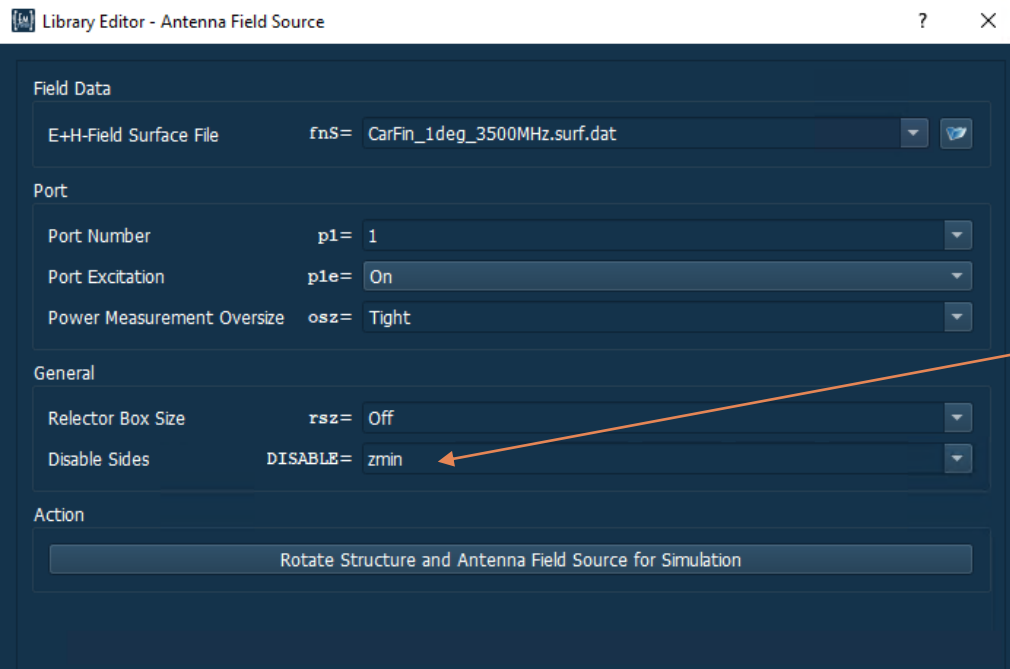 Library Editor - Antenna Field Source ?
Field Data
E+H-Field Surface File fnS= CarFin_1deg_3500MHz.surf.dat
Port
Port Number p1= 1
Port Excitation p1e= On
Power Measurement Oversize osz= Tight
General
Relector Box Size rsz= Off
Disable Sides DISABLE= zmin
Action
Rotate Structure and Antenna Field Source for Simulation